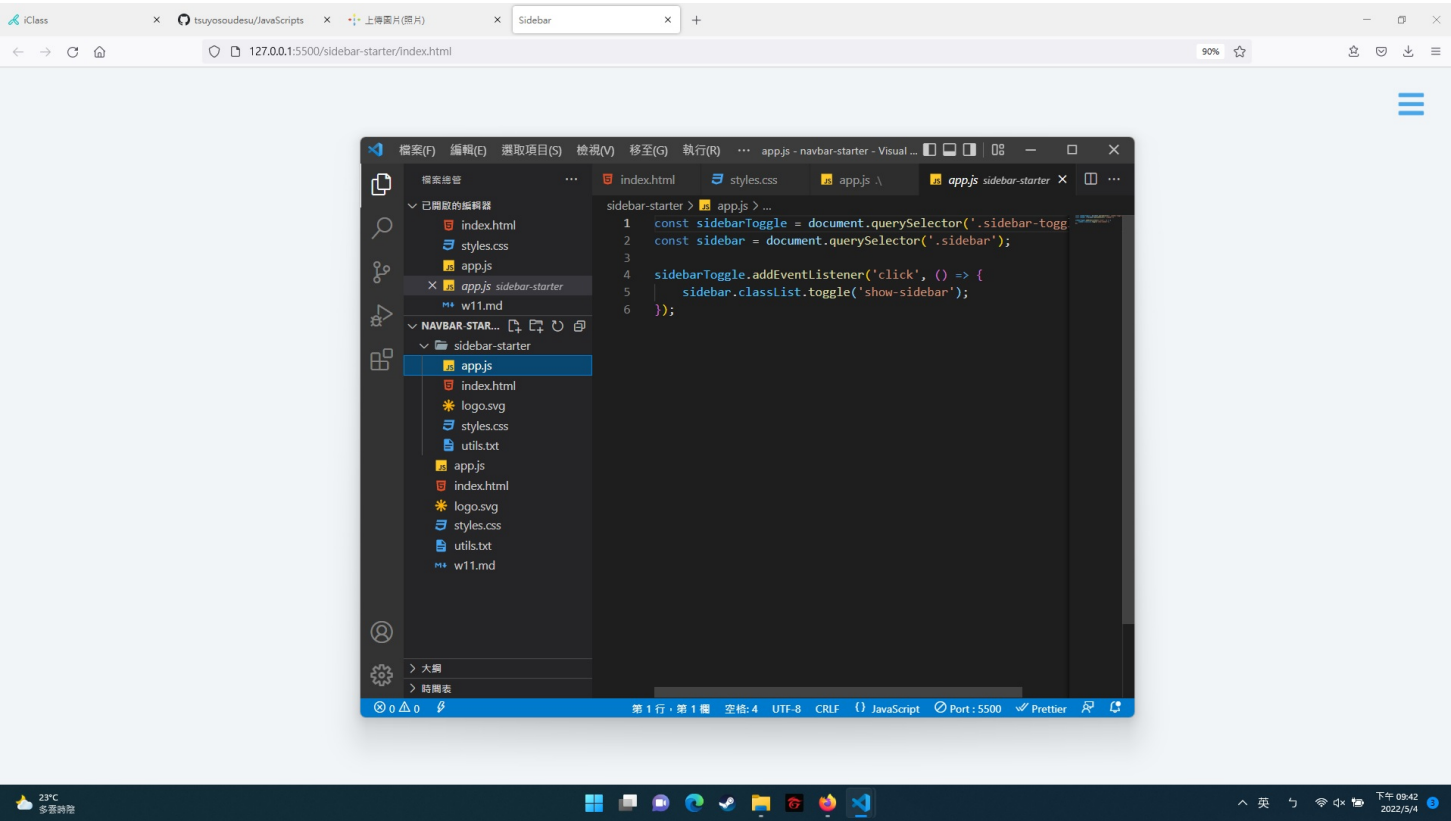 iClass
tsuyosoudesu/JavaScripts
上傳圖片(照片)
Sidebar
127.0.0.1:5500/sidebar-starter/index.html
90%
檔案(F) 編輯(E) 選取項目(S) 檢視(V) 移至(G) 執行(R) ··· app.js - navbar-starter - Visual ...
檔案總管
index.html
styles.css
app.js .\
app.js sidebar-starter
已開啟的編輯器
index.html
styles.css
app.js
app.js sidebar-starter
w11.md
NAVBAR-STAR...
sidebar-starter
app.js
index.html
logo.svg
styles.css
utils.txt
app.js
index.html
logo.svg
styles.css
utils.txt
w11.md
大綱
時間表
sidebar-starter > app.js > ...
1 const sidebarToggle = document.querySelector('.sidebar-togg
2 const sidebar = document.querySelector('.sidebar');
3
4 sidebarToggle.addEventListener('click', () => {
5 sidebar.classList.toggle('show-sidebar');
6 });
0 0
第 1 行，第 1 欄 空格: 4 UTF-8 CRLF {} JavaScript Port : 5500 Prettier
23°C
多雲時陰
英 ㄅ
下午 09:42
2022/5/4
3